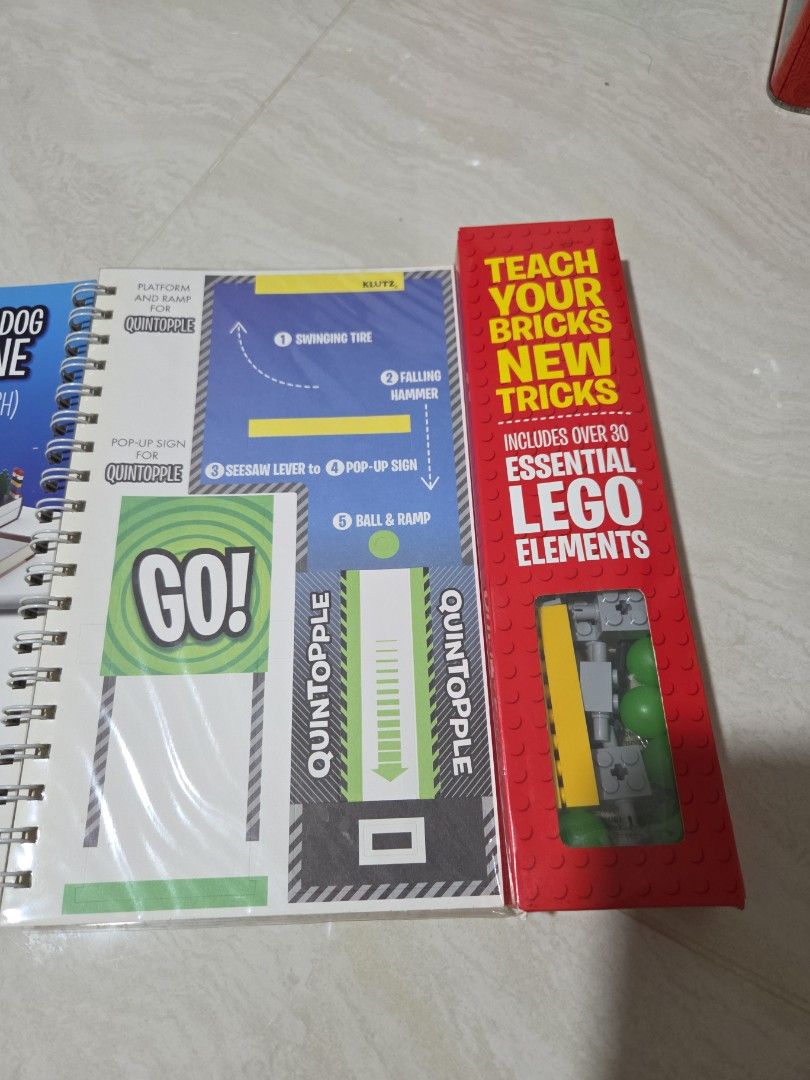 DOG
NE
H)
PLATFORM
AND RAMP
FOR
QUINTOPPLE
KLUTZ
1 SWINGING TIRE
2 FALLING
HAMMER
POP-UP SIGN
FOR
QUINTOPPLE
3 SEESAW LEVER to 4 POP-UP SIGN
5 BALL & RAMP
GO!
QUINTOPPLE
QUINTOPPLE
TEACH
YOUR
BRICKS
NEW
TRICKS
INCLUDES OVER 30
ESSENTIAL
LEGO®
ELEMENTS